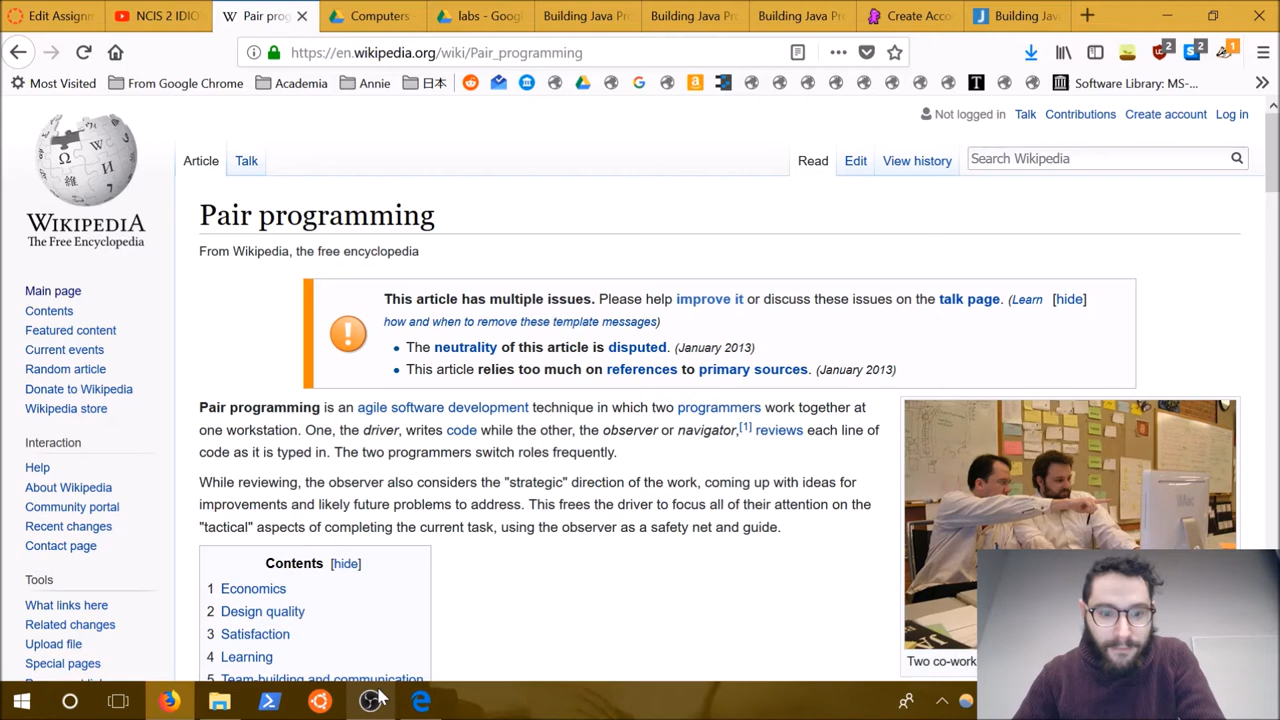 Edit Assignm
NCIS 2 IDIO
Pair prog
Computers
labs - Googl
Building Java Pr
Building Java Pro
Building Java Pro
Create Acco
Building Java
https://en.wikipedia.org/wiki/Pair_programming
2
2
1
Most Visited
From Google Chrome
Academia
Annie
日本
Software Library: MS-...
Not logged in Talk Contributions Create account Log in
Article Talk Read Edit View history Search Wikipedia
WIKIPEDIA
The Free Encyclopedia
Main page
Contents
Featured content
Current events
Random article
Donate to Wikipedia
Wikipedia store
Interaction
Help
About Wikipedia
Community portal
Recent changes
Contact page
Tools
What links here
Related changes
Upload file
Special pages
Pair programming
From Wikipedia, the free encyclopedia
This article has multiple issues. Please help improve it or discuss these issues on the talk page. (Learn [hide]
how and when to remove these template messages)
• The neutrality of this article is disputed. (January 2013)
• This article relies too much on references to primary sources. (January 2013)
Pair programming is an agile software development technique in which two programmers work together at
one workstation. One, the driver, writes code while the other, the observer or navigator,[1] reviews each line of
code as it is typed in. The two programmers switch roles frequently.
While reviewing, the observer also considers the "strategic" direction of the work, coming up with ideas for
improvements and likely future problems to address. This frees the driver to focus all of their attention on the
"tactical" aspects of completing the current task, using the observer as a safety net and guide.
Contents [hide]
1 Economics
2 Design quality
3 Satisfaction
4 Learning
5 Team-building and communication
Two co-work